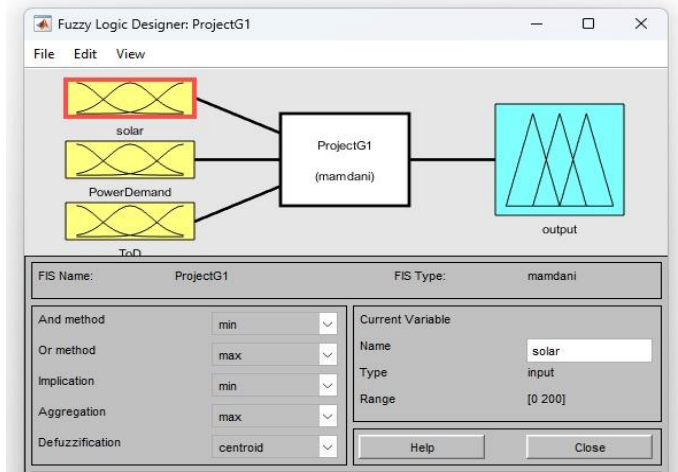 Fuzzy Logic Designer: ProjectG1
File Edit View
solar
PowerDemand
ToD
ProjectG1
(mamdani)
output
FIS Name: ProjectG1 FIS Type: mamdani
And method min
Or method max
Implication min
Aggregation max
Defuzzification centroid
Current Variable
Name solar
Type input
Range [0 200]
Help Close